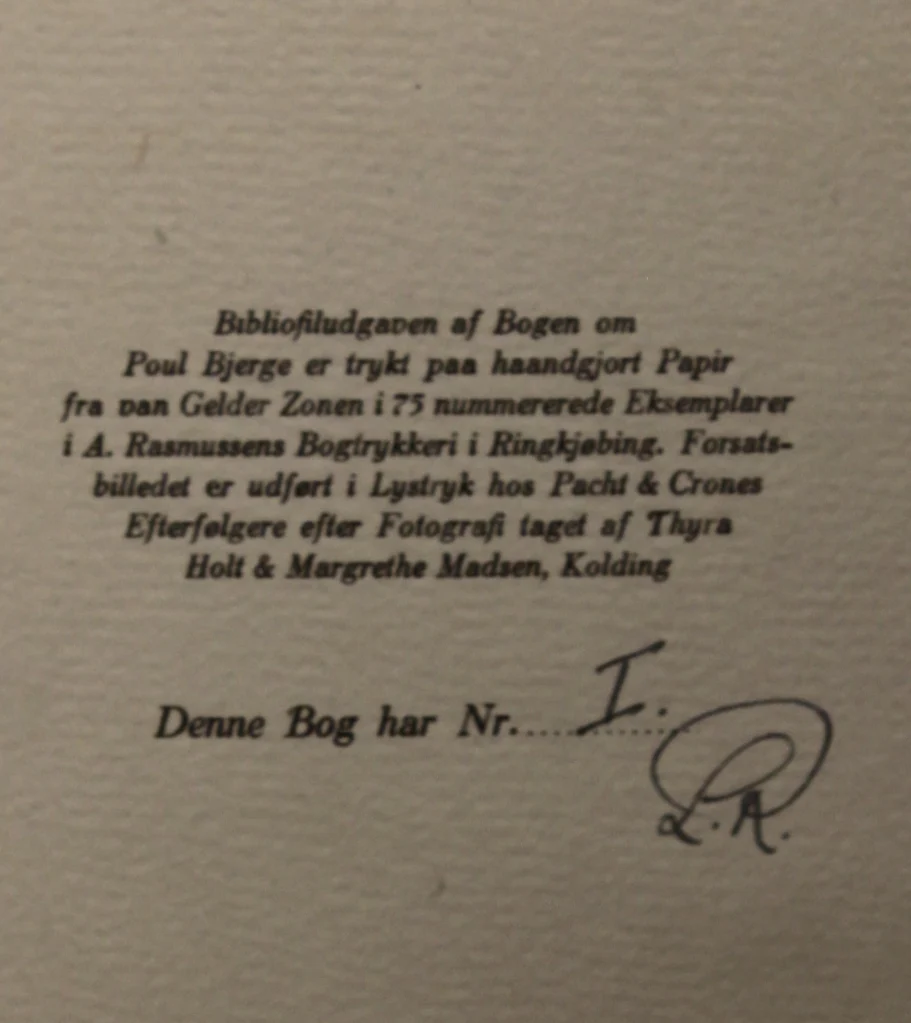 Bibliofiludgaven af Bogen om
Poul Bjerge er trykt paa haandgjort Papir
fra van Gelder Zonen i 75 nummererede Eksemplarer
i A. Rasmussens Bogtrykkeri i Ringkjøbing. Forsats-
billedet er udført i Lystryk hos Pacht & Crones
Efterfølgere efter Fotografi taget af Thyra
Holt & Margrethe Madsen, Kolding
Denne Bog har Nr. I.
L.A.